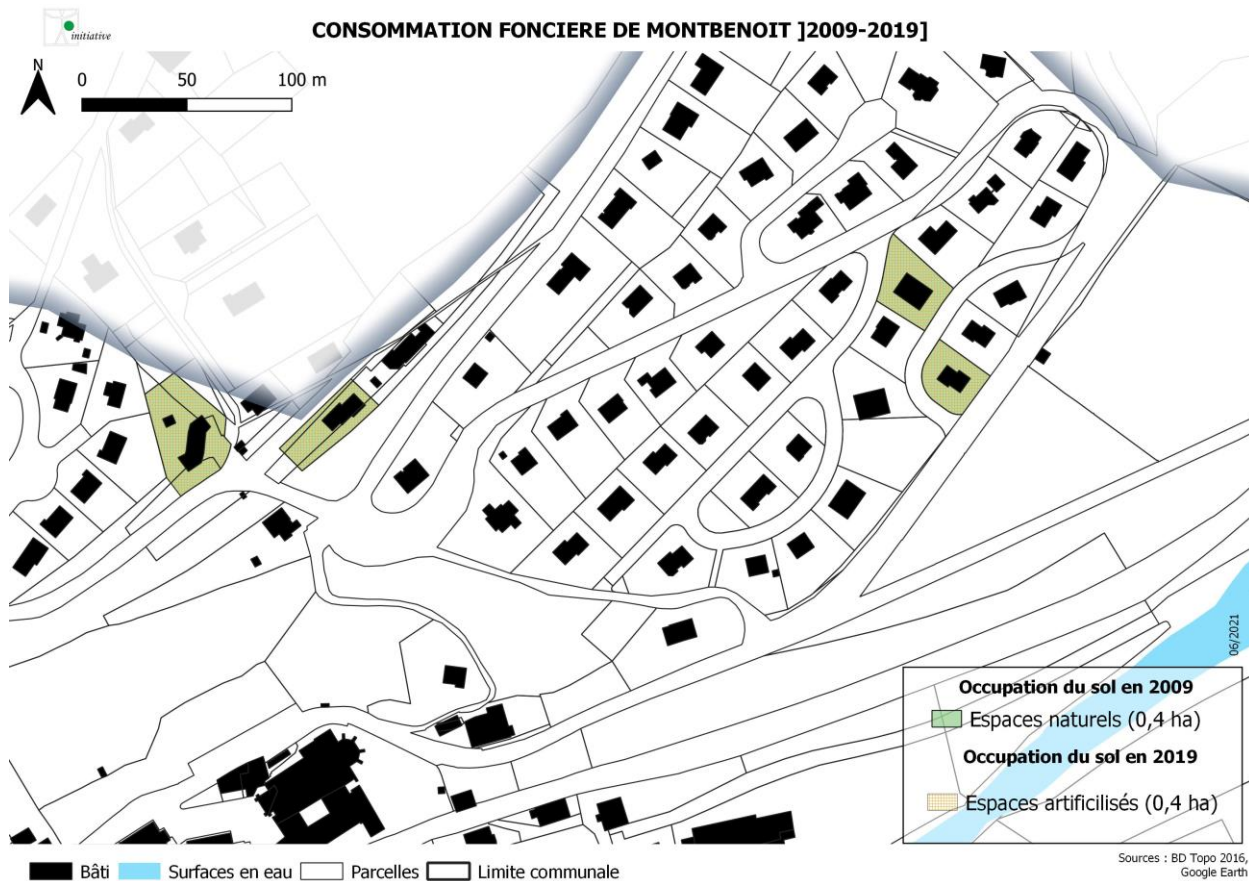 initiative
CONSOMMATION FONCIERE DE MONTBENOIT ]2009-2019]
N
0 50 100 m
06/2021
Occupation du sol en 2009
Espaces naturels (0,4 ha)
Occupation du sol en 2019
Espaces artificilisés (0,4 ha)
Bâti Surfaces en eau Parcelles Limite communale
Sources : BD Topo 2016,
Google Earth